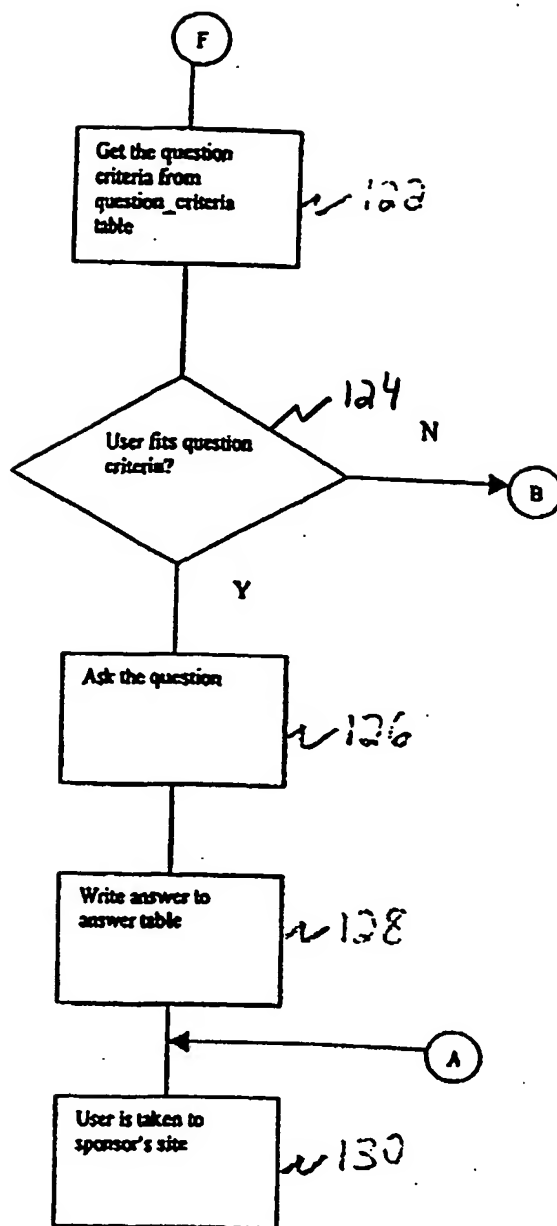 F
Get the question
criteria from
question_criteria
table
122
124
User fits question
criteria?
N
B
Y
Ask the question
126
Write answer to
answer table
128
A
User is taken to
sponsor's site
130